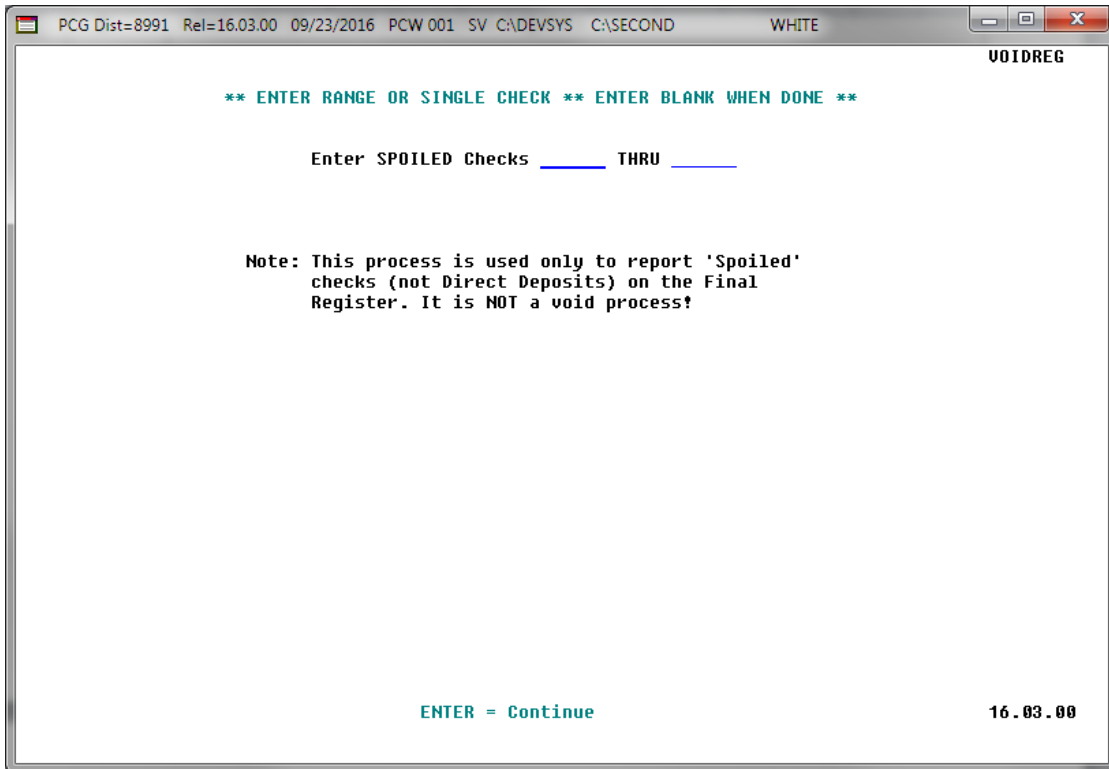 PCG Dist=8991 Rel=16.03.00 09/23/2016 PCW 001 SV C:\DEVSYS C:\SECOND WHITE
VOIDREG
** ENTER RANGE OR SINGLE CHECK ** ENTER BLANK WHEN DONE **
Enter SPOILED Checks ______ THRU ______
Note: This process is used only to report 'Spoiled'
checks (not Direct Deposits) on the Final
Register. It is NOT a void process!
ENTER = Continue
16.03.00